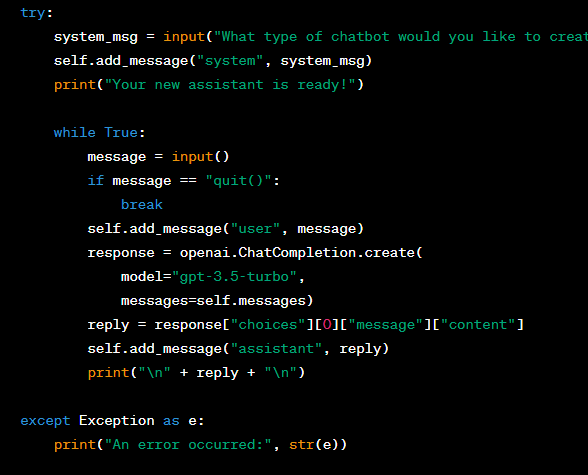 try:
system_msg = input("What type of chatbot would you like to creat
self.add_message("system", system_msg)
print("Your new assistant is ready!")
while True:
message = input()
if message == "quit()":
break
self.add_message("user", message)
response = openai.ChatCompletion.create(
model="gpt-3.5-turbo",
messages=self.messages)
reply = response["choices"][0]["message"]["content"]
self.add_message("assistant", reply)
print("\n" + reply + "\n")
except Exception as e:
print("An error occurred:", str(e))